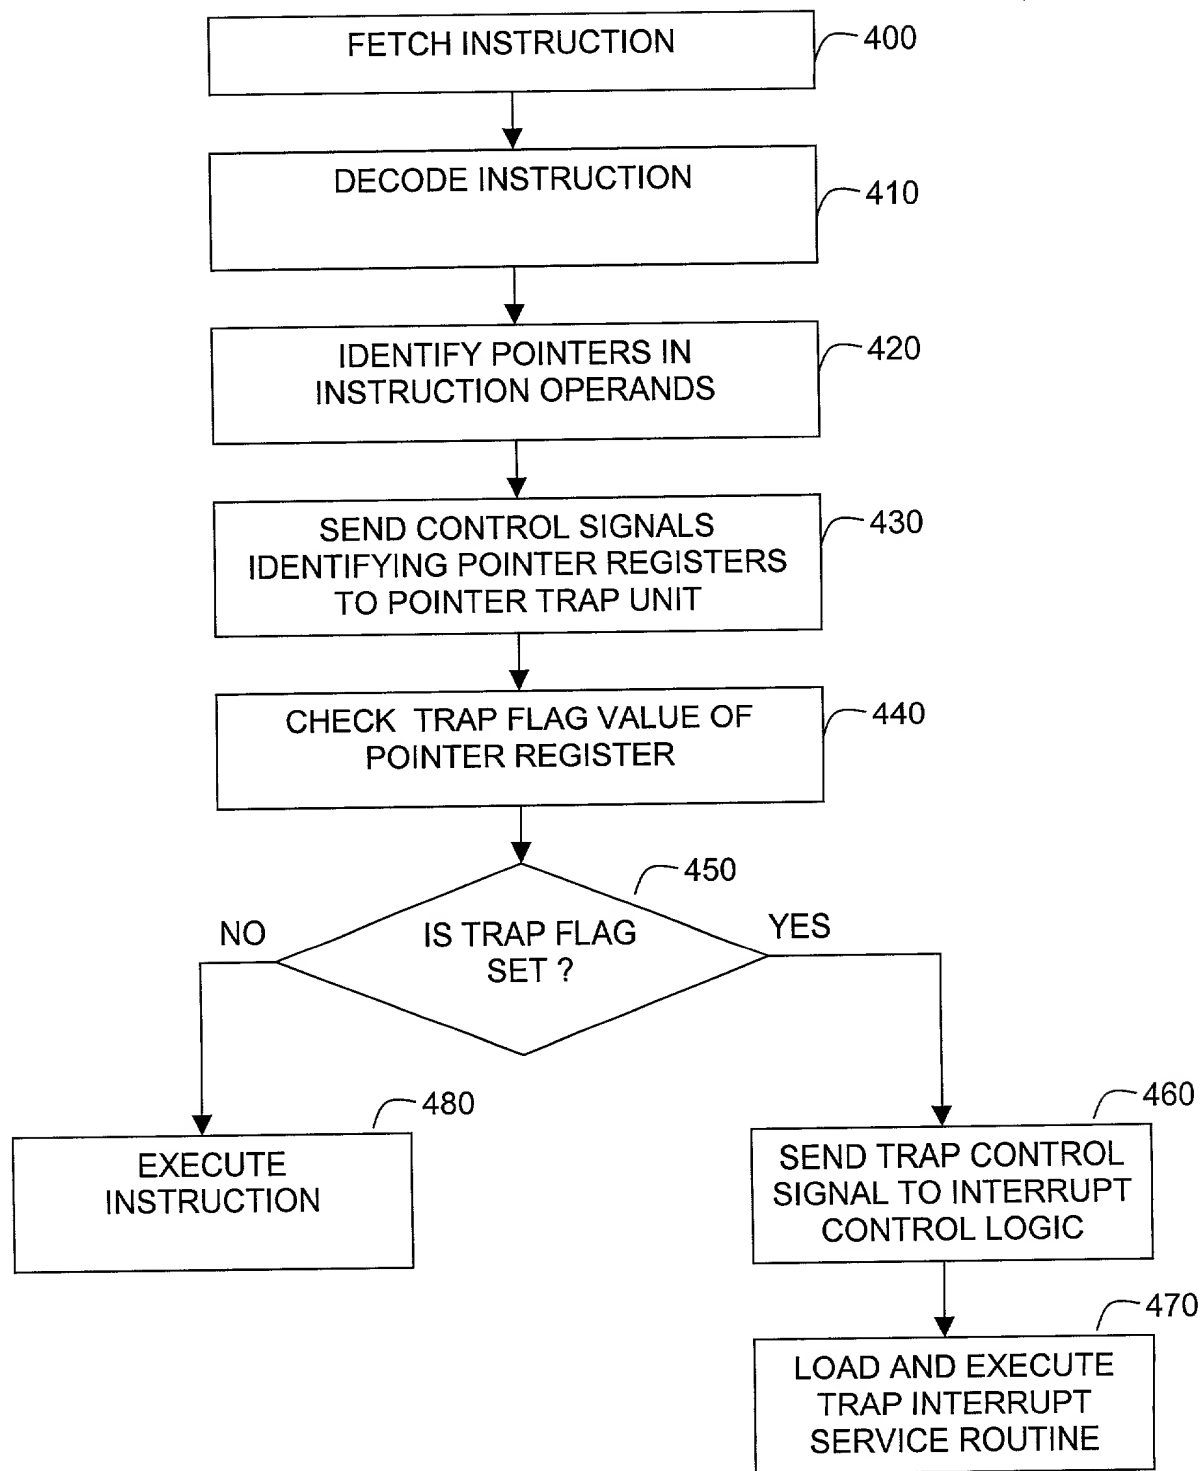 FETCH INSTRUCTION
400
DECODE INSTRUCTION
410
IDENTIFY POINTERS IN
INSTRUCTION OPERANDS
420
SEND CONTROL SIGNALS
IDENTIFYING POINTER REGISTERS
TO POINTER TRAP UNIT
430
CHECK TRAP FLAG VALUE OF
POINTER REGISTER
440
450
NO
IS TRAP FLAG
SET ?
YES
480
EXECUTE
INSTRUCTION
460
SEND TRAP CONTROL
SIGNAL TO INTERRUPT
CONTROL LOGIC
470
LOAD AND EXECUTE
TRAP INTERRUPT
SERVICE ROUTINE